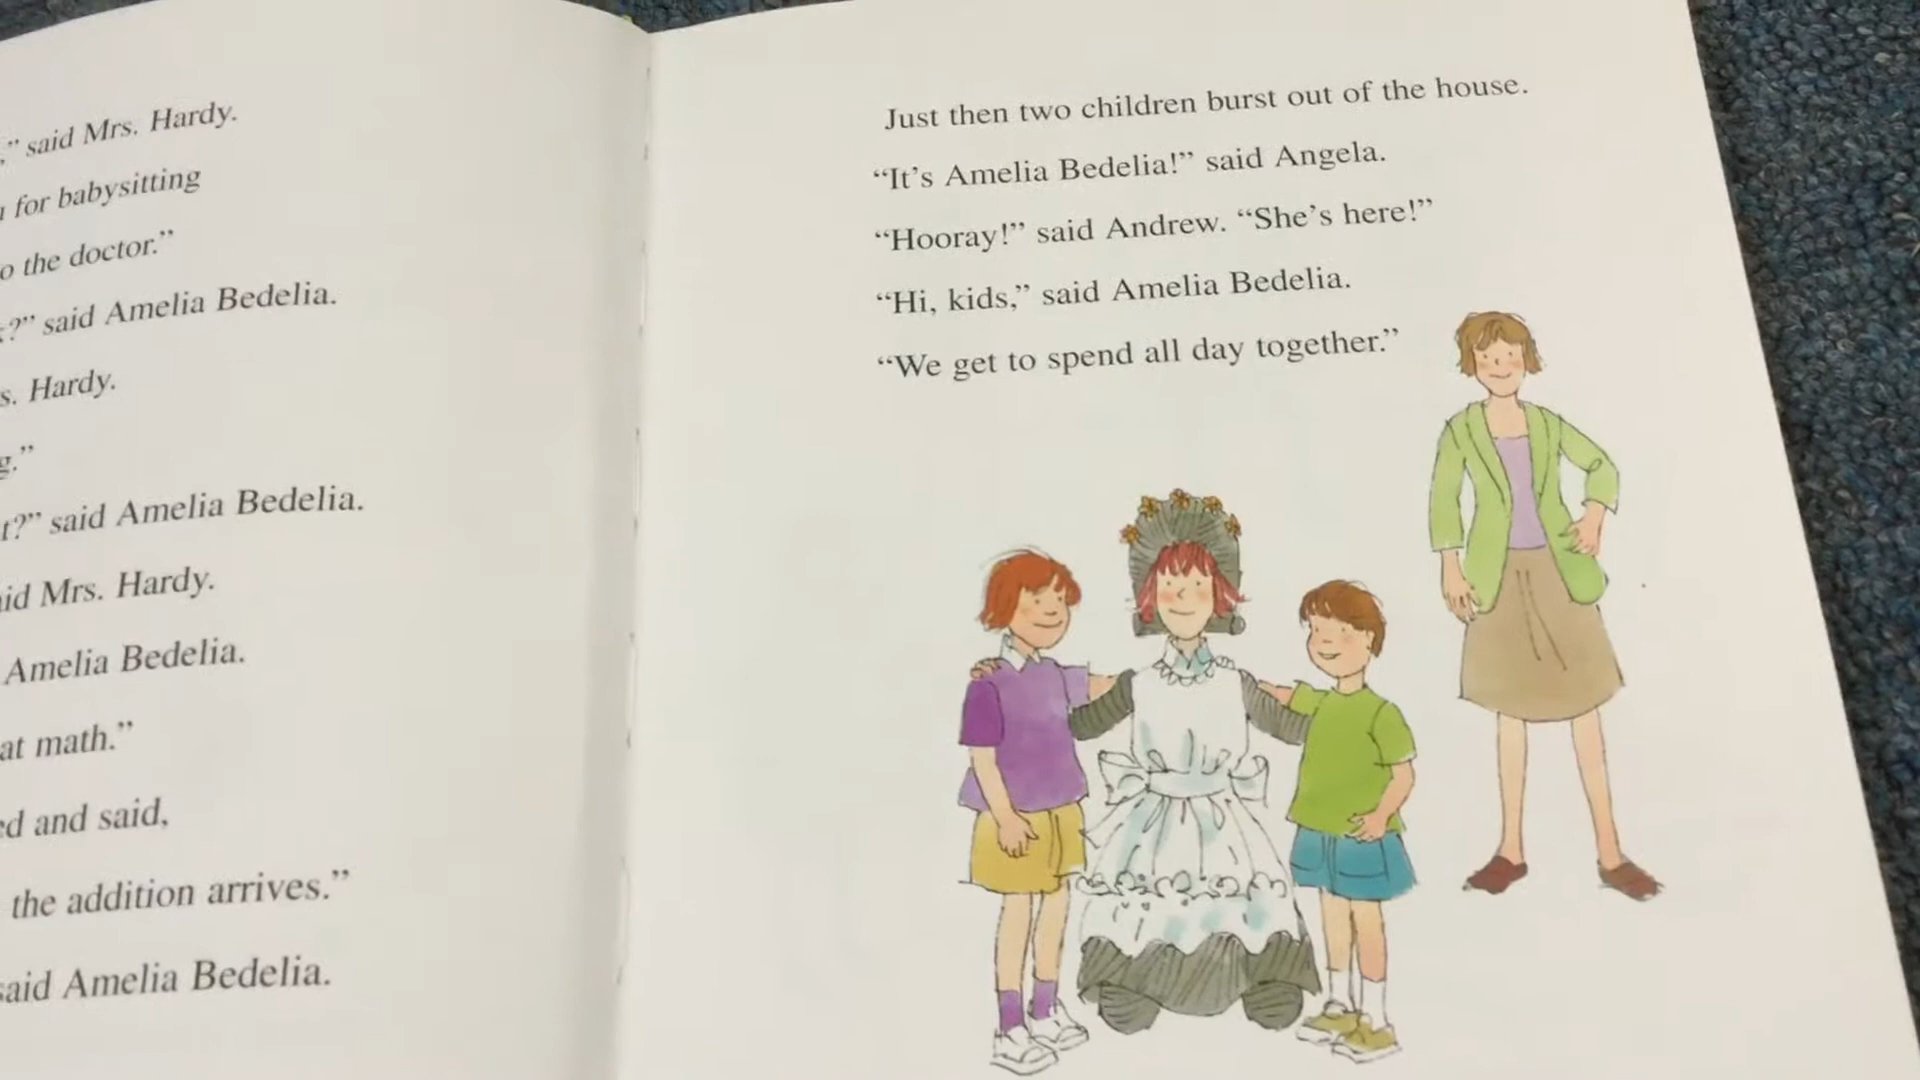 ,” said Mrs. Hardy.
for babysitting
the doctor.”
?” said Amelia Bedelia.
Hardy.
?” said Amelia Bedelia.
Mrs. Hardy.
Amelia Bedelia.
at math.”
and said,
the addition arrives.”
said Amelia Bedelia.
Just then two children burst out of the house.
“It’s Amelia Bedelia!” said Angela.
“Hooray!” said Andrew. “She’s here!”
“Hi, kids,” said Amelia Bedelia.
“We get to spend all day together.”